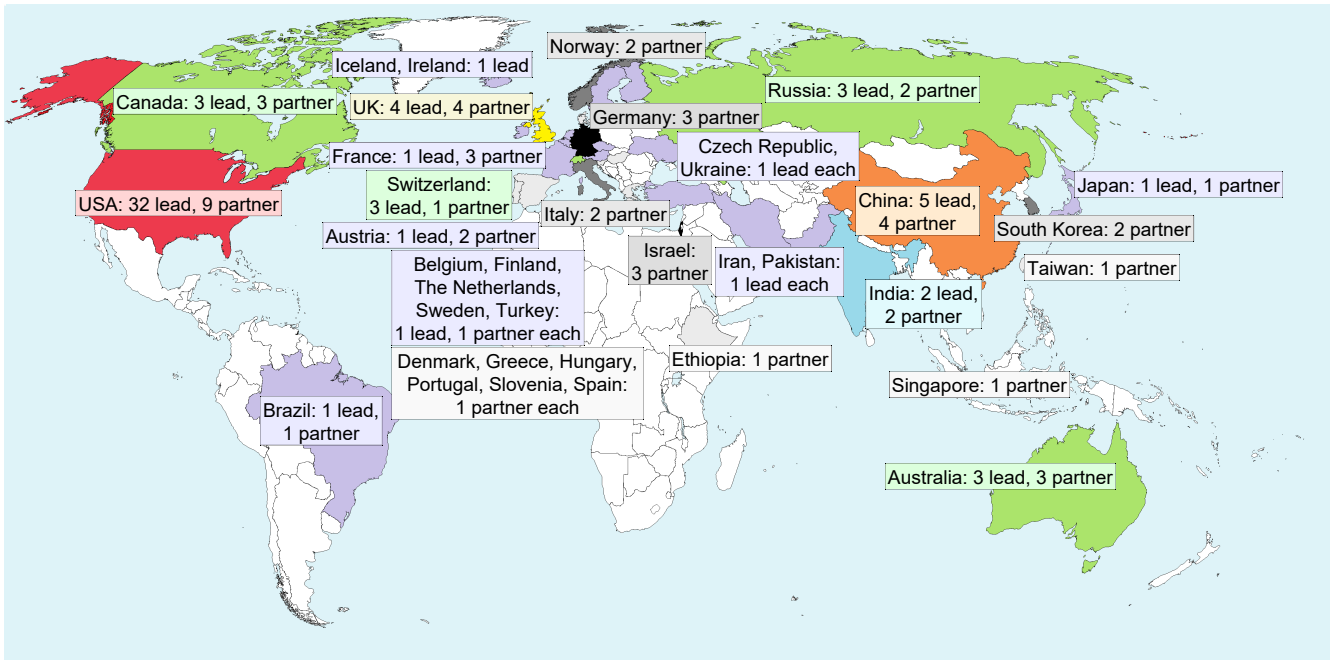 Norway: 2 partner
Iceland, Ireland: 1 lead
Russia: 3 lead, 2 partner
Canada: 3 lead, 3 partner
UK: 4 lead, 4 partner
Germany: 3 partner
Czech Republic,
Ukraine: 1 lead each
France: 1 lead, 3 partner
Switzerland:
3 lead, 1 partner
Japan: 1 lead, 1 partner
USA: 32 lead, 9 partner
China: 5 lead,
4 partner
Italy: 2 partner
South Korea: 2 partner
Austria: 1 lead, 2 partner
Israel:
3 partner
Iran, Pakistan:
1 lead each
Taiwan: 1 partner
Belgium, Finland,
The Netherlands,
Sweden, Turkey:
1 lead, 1 partner each
India: 2 lead,
2 partner
Denmark, Greece, Hungary,
Portugal, Slovenia, Spain:
1 partner each
Ethiopia: 1 partner
Singapore: 1 partner
Brazil: 1 lead,
1 partner
Australia: 3 lead, 3 partner